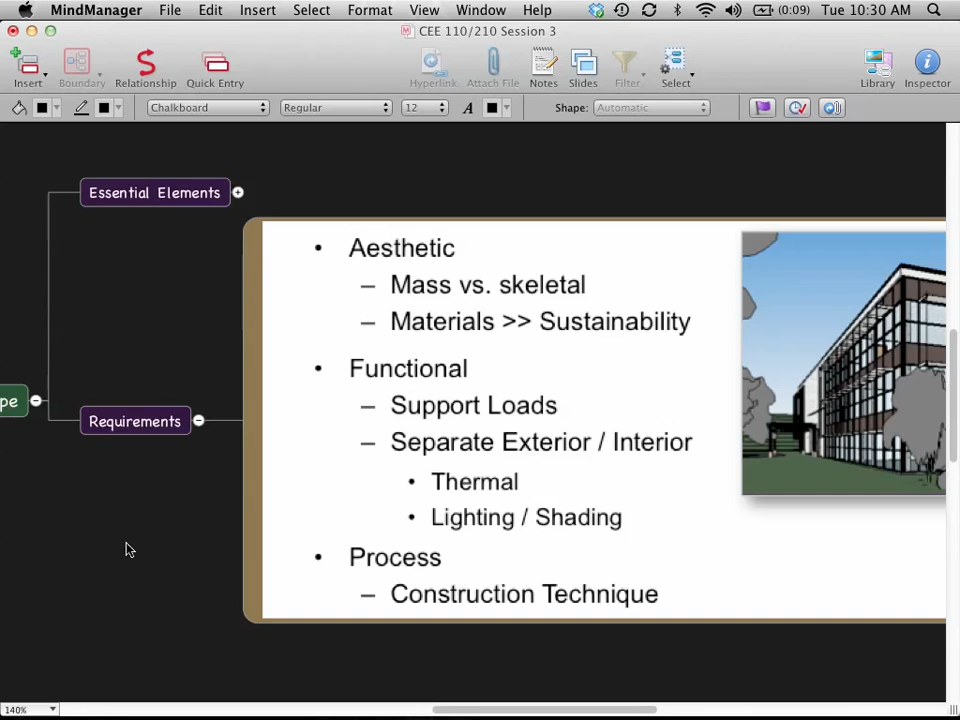 MindManager File Edit Insert Select Format View Window Help (0:09) Tue 10:30 AM
CEE 110/210 Session 3
Insert Boundary Relationship Quick Entry Hyperlink Attach File Notes Slides Filter Select Library Inspector
Chalkboard Regular 12 A Shape: Automatic
Essential Elements
• Aesthetic
– Mass vs. skeletal
– Materials >> Sustainability
• Functional
– Support Loads
pe
Requirements
– Separate Exterior / Interior
• Thermal
• Lighting / Shading
• Process
– Construction Technique
140%